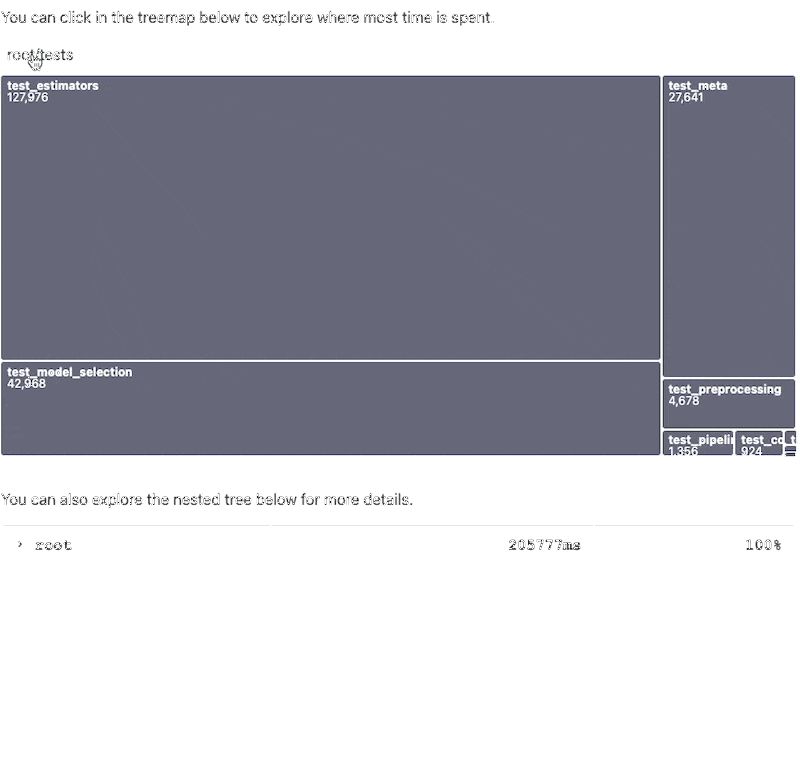 You can click in the treemap below to explore where most time is spent.
root/tests
test_estimators
127,976
test_meta
27,641
test_model_selection
42,968
test_preprocessing
4,678
test_pipelin
1,356
test_co
924
t
You can also explore the nested tree below for more details.
› root 205777ms 100%